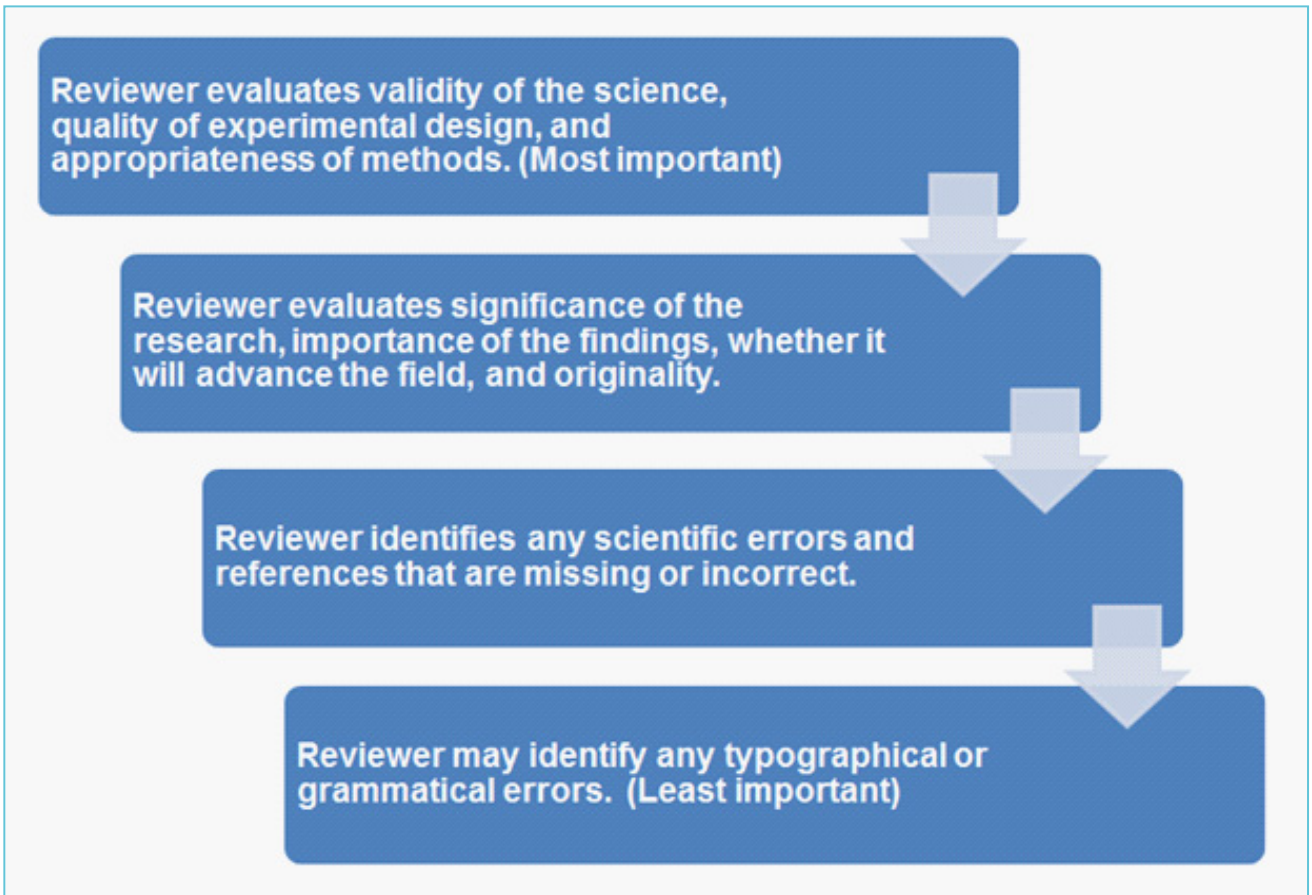 Reviewer evaluates validity of the science,
quality of experimental design, and
appropriateness of methods. (Most important)
Reviewer evaluates significance of the
research, importance of the findings, whether it
will advance the field, and originality.
Reviewer identifies any scientific errors and
references that are missing or incorrect.
Reviewer may identify any typographical or
grammatical errors. (Least important)